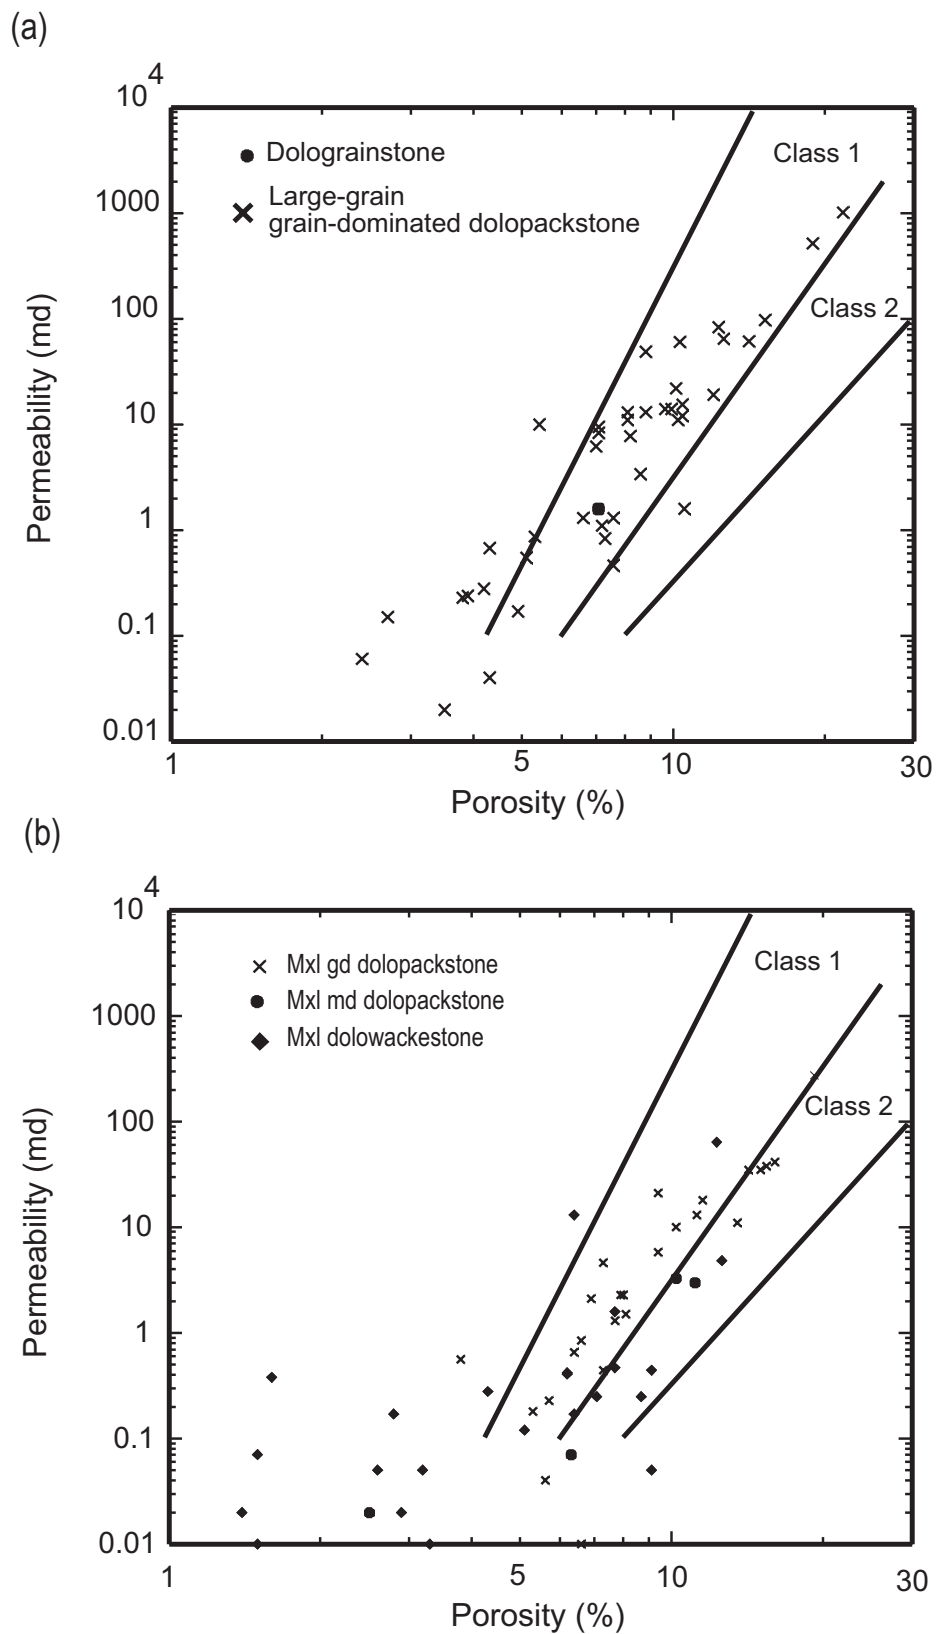 (a)
10 4
1000
100
10
1
0.1
0.01
Permeability (md)
Dolograinstone
Large-grain
grain-dominated dolopackstone
Class 1
Class 2
1
5
10
30
Porosity (%)
(b)
10 4
1000
100
10
1
0.1
0.01
Permeability (md)
Mxl gd dolopackstone
Mxl md dolopackstone
Mxl dolowackestone
Class 1
Class 2
1
5
10
30
Porosity (%)